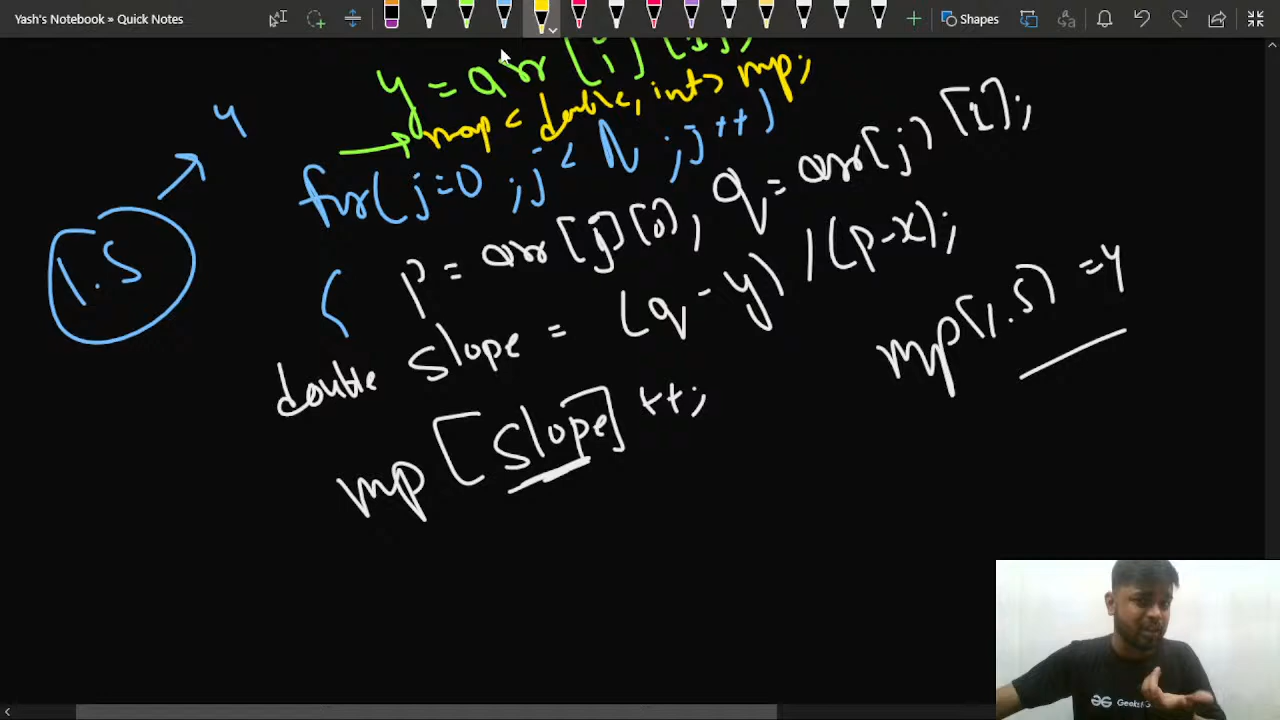 Yash's Notebook » Quick Notes
Shapes
y = arr [i] [1];
map < double, int> mp;
for( j=0 ; j < N ; j++)
1.5
4
p = arr [j] [0], q = arr[j] [1];
double slope = (q - y) / (p-x);
mp[1.5] = 4
mp [slope] ++;